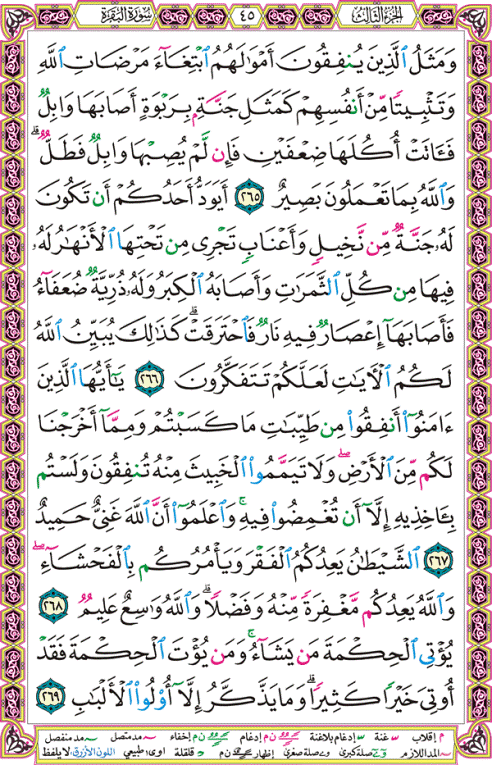 الجزء الثالث ٤٥ سورة البقرة
وَمَثَلُ ٱلَّذِينَ يُنفِقُونَ أَمْوَٰلَهُمُ ٱبْتِغَآءَ مَرْضَاتِ ٱللَّهِ
وَتَثْبِيتًا مِّنْ أَنفُسِهِمْ كَمَثَلِ جَنَّةٍۭ بِرَبْوَةٍ أَصَابَهَا وَابِلٌ
فَـَٔاتَتْ أُكُلَهَا ضِعْفَيْنِ فَإِن لَّمْ يُصِبْهَا وَابِلٌ فَطَلٌّ ۗ
وَٱللَّهُ بِمَا تَعْمَلُونَ بَصِيرٌ ٢٦٥ أَيَوَدُّ أَحَدُكُمْ أَن تَكُونَ
لَهُۥ جَنَّةٌ مِّن نَّخِيلٍ وَأَعْنَابٍ تَجْرِى مِن تَحْتِهَا ٱلْأَنْهَٰرُ لَهُۥ
فِيهَا مِن كُلِّ ٱلثَّمَرَٰتِ وَأَصَابَهُ ٱلْكِبَرُ وَلَهُۥ ذُرِّيَّةٌ ضُعَفَآءُ
فَأَصَابَهَآ إِعْصَارٌ فِيهِ نَارٌ فَٱحْتَرَقَتْ ۗ كَذَٰلِكَ يُبَيِّنُ ٱللَّهُ
لَكُمُ ٱلْـَٔايَٰتِ لَعَلَّكُمْ تَتَفَكَّرُونَ ٢٦٦ يَٰٓأَيُّهَا ٱلَّذِينَ
ءَامَنُوٓا۟ أَنفِقُوا۟ مِن طَيِّبَٰتِ مَا كَسَبْتُمْ وَمِمَّآ أَخْرَجْنَا
لَكُم مِّنَ ٱلْأَرْضِ ۖ وَلَا تَيَمَّمُوا۟ ٱلْخَبِيثَ مِنْهُ تُنفِقُونَ وَلَسْتُم
بِـَٔاخِذِيهِ إِلَّآ أَن تُغْمِضُوا۟ فِيهِ ۚ وَٱعْلَمُوٓا۟ أَنَّ ٱللَّهَ غَنِىٌّ حَمِيدٌ
٢٦٧ ٱلشَّيْطَٰنُ يَعِدُكُمُ ٱلْفَقْرَ وَيَأْمُرُكُم بِٱلْفَحْشَآءِ ۖ
وَٱللَّهُ يَعِدُكُم مَّغْفِرَةً مِّنْهُ وَفَضْلًا ۗ وَٱللَّهُ وَٰسِعٌ عَلِيمٌ ٢٦٨
يُؤْتِى ٱلْحِكْمَةَ مَن يَشَآءُ ۚ وَمَن يُؤْتَ ٱلْحِكْمَةَ فَقَدْ
أُوتِىَ خَيْرًا كَثِيرًا ۗ وَمَا يَذَّكَّرُ إِلَّآ أُو۟لُوا۟ ٱلْأَلْبَٰبِ ٢٦٩
م إقلاب س غنة إدغام بلاغنة ن م إدغام ن م إخفاء مد متصل مد منفصل
المد اللازم صلة كبرى صلة صغرى إظهار ن م قلقلة اوى طبيعي اللون الأزرق لا يلفظ